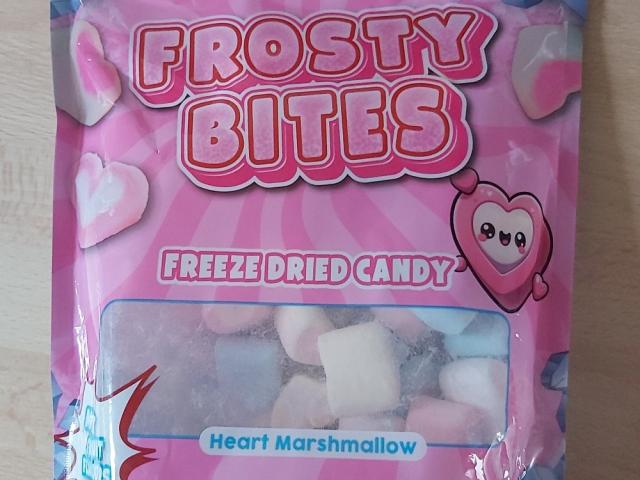 FROSTY
BITES
FREEZE DRIED CANDY
Heart Marshmallow